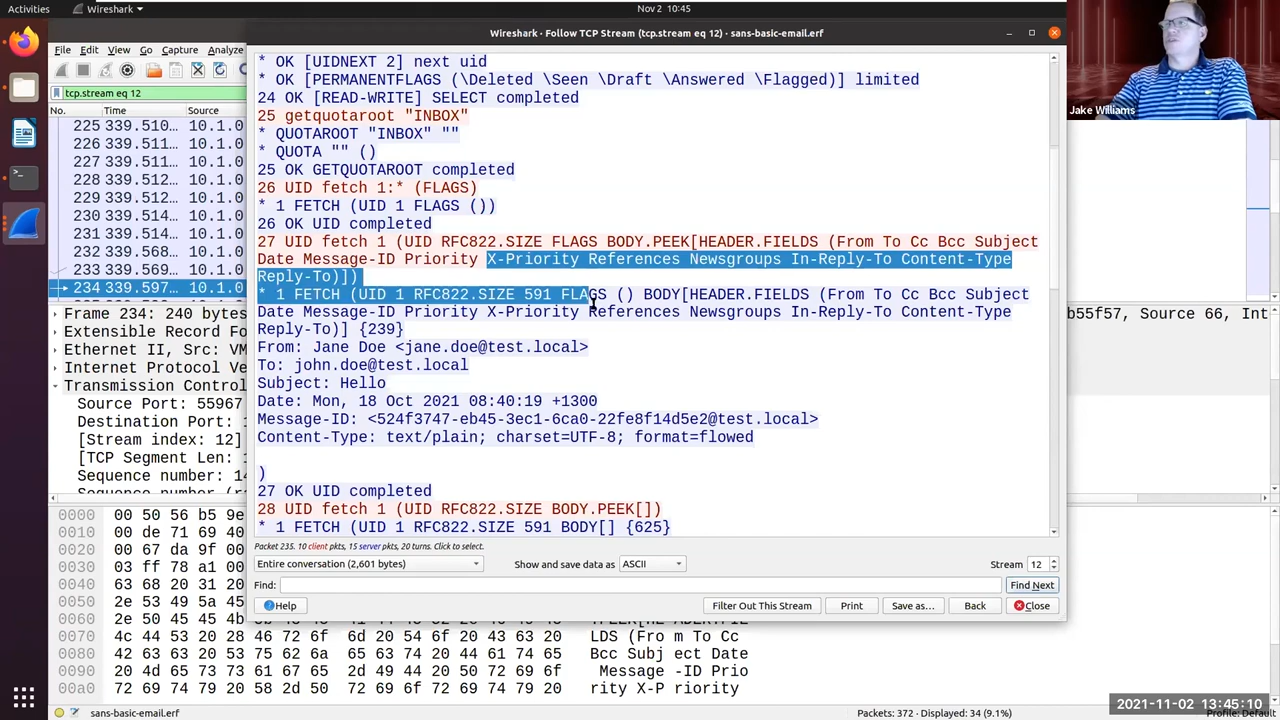 Activities
Wireshark
Nov 2 10:45
Wireshark · Follow TCP Stream (tcp.stream eq 12) · sans-basic-email.erf
File Edit View Go Capture Analyze
tcp.stream eq 12
No. Time Source
225 339.510… 10.1.0
226 339.511… 10.1.0
227 339.511… 10.1.0
228 339.512… 10.1.0
229 339.512… 10.1.0
230 339.514… 10.1.0
231 339.514… 10.1.0
232 339.568… 10.1.0
233 339.569… 10.1.0
234 339.597… 10.1.0
* OK [UIDNEXT 2] next uid
* OK [PERMANENTFLAGS (\Deleted \Seen \Draft \Answered \Flagged)] limited
24 OK [READ-WRITE] SELECT completed
25 getquotaroot "INBOX"
* QUOTAROOT "INBOX" ""
* QUOTA "" ()
25 OK GETQUOTAROOT completed
26 UID fetch 1:* (FLAGS)
* 1 FETCH (UID 1 FLAGS ())
26 OK UID completed
27 UID fetch 1 (UID RFC822.SIZE FLAGS BODY.PEEK[HEADER.FIELDS (From To Cc Bcc Subject
Date Message-ID Priority X-Priority References Newsgroups In-Reply-To Content-Type
Reply-To)])
* 1 FETCH (UID 1 RFC822.SIZE 591 FLAGS () BODY[HEADER.FIELDS (From To Cc Bcc Subject
Date Message-ID Priority X-Priority References Newsgroups In-Reply-To Content-Type
Reply-To)] {239}
From: Jane Doe <jane.doe@test.local>
To: john.doe@test.local
Subject: Hello
Date: Mon, 18 Oct 2021 08:40:19 +1300
Message-ID: <524f3747-eb45-3ec1-6ca0-22fe8f14d5e2@test.local>
Content-Type: text/plain; charset=UTF-8; format=flowed
)
27 OK UID completed
28 UID fetch 1 (UID RFC822.SIZE BODY.PEEK[])
* 1 FETCH (UID 1 RFC822.SIZE 591 BODY[] {625}
Packet 235. 10 client pkts, 15 server pkts, 20 turns. Click to select.
Entire conversation (2,601 bytes)
Show and save data as ASCII
Stream 12
Find:
Find Next
Help
Filter Out This Stream
Print
Save as…
Back
Close
Jake Williams
Frame 234: 240 bytes
b55f57, Source 66, Int
Extensible Record Fo
Ethernet II, Src: VM
Internet Protocol Ve
Transmission Control
Source Port: 55967
Destination Port: 1
[Stream index: 12]
[TCP Segment Len: 1
Sequence number: 14
0000 00 50 56 b5 9e
0010 00 de 71 69 40
0020 00 67 da 9f 00
0030 03 ff 78 a1 00
0040 63 68 20 31 20
0050 2e 53 49 5a 45
0060
0070 4c 44 53 20 28 46 72 6f 6d 20 54 6f 20 43 63 20 LDS (Fro m To Cc
0080 42 63 63 20 53 75 62 6a 65 63 74 20 44 61 74 65 Bcc Subj ect Date
0090 20 4d 65 73 73 61 67 65 2d 49 44 20 50 72 69 6f Message -ID Prio
00a0 72 69 74 79 20 58 2d 50 72 69 6f 72 69 74 79 20 rity X-P riority
sans-basic-email.erf
Packets: 372 · Displayed: 34 (9.1%)
Profile: Default
2021-11-02 13:45:10